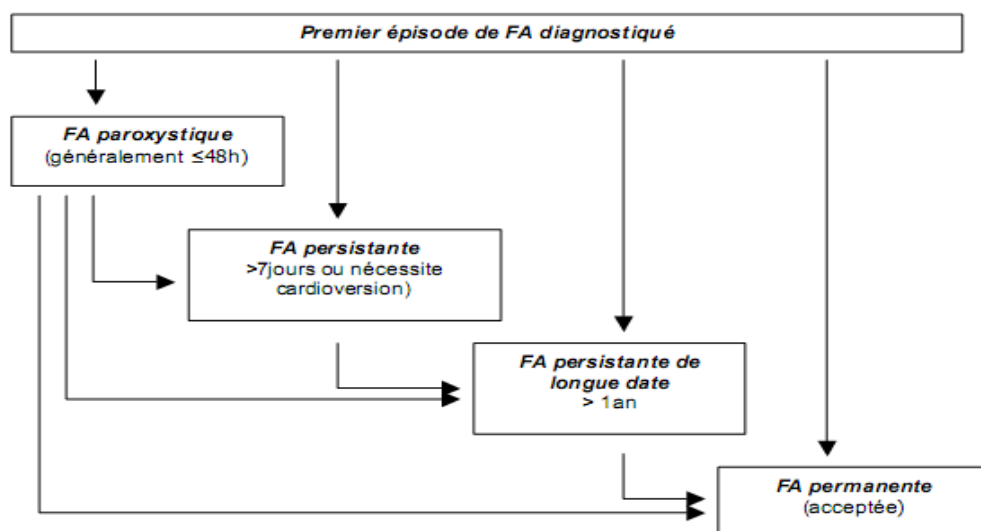 Premier épisode de FA diagnostiqué
FA paroxystique
(généralement ≤48h)
FA persistante
>7jours ou nécessite
cardioversion)
FA persistante de
longue date
> 1an
FA permanente
(acceptée)